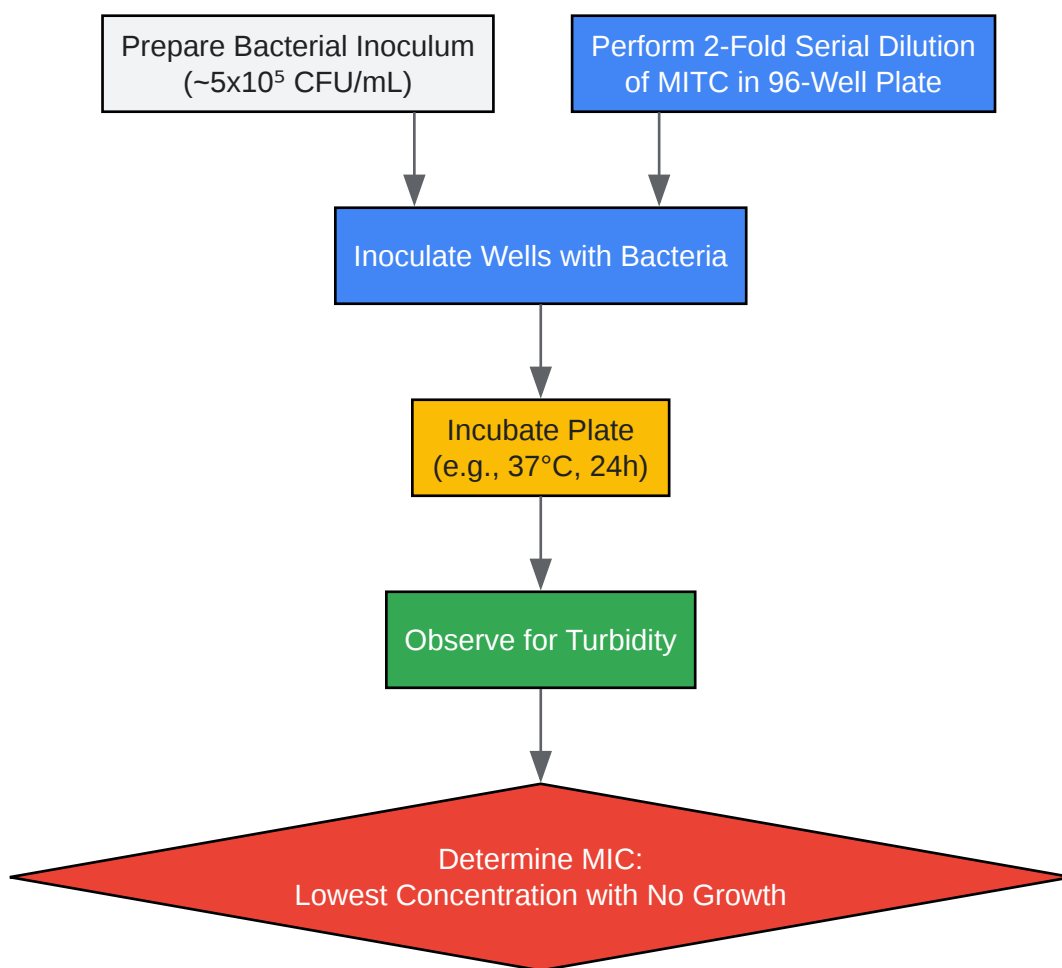 Prepare Bacterial Inoculum
(~5x10⁵ CFU/mL)
Perform 2-Fold Serial Dilution
of MITC in 96-Well Plate
Inoculate Wells with Bacteria
Incubate Plate
(e.g., 37°C, 24h)
Observe for Turbidity
Determine MIC:
Lowest Concentration with No Growth